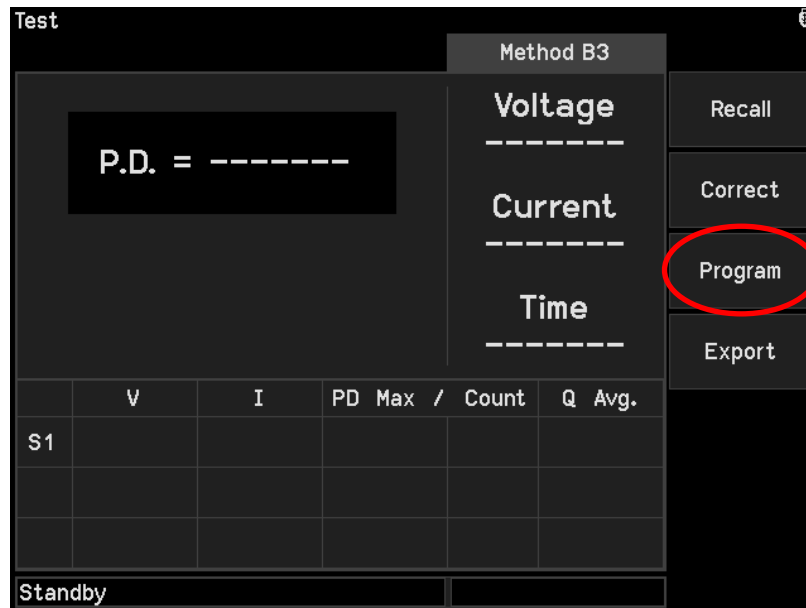 Test
Method B3
Voltage
-------
P.D. = -------
Current
-------
Time
-------
Recall
Correct
Program
Export
V I PD Max / Count Q Avg.
S1
Standby